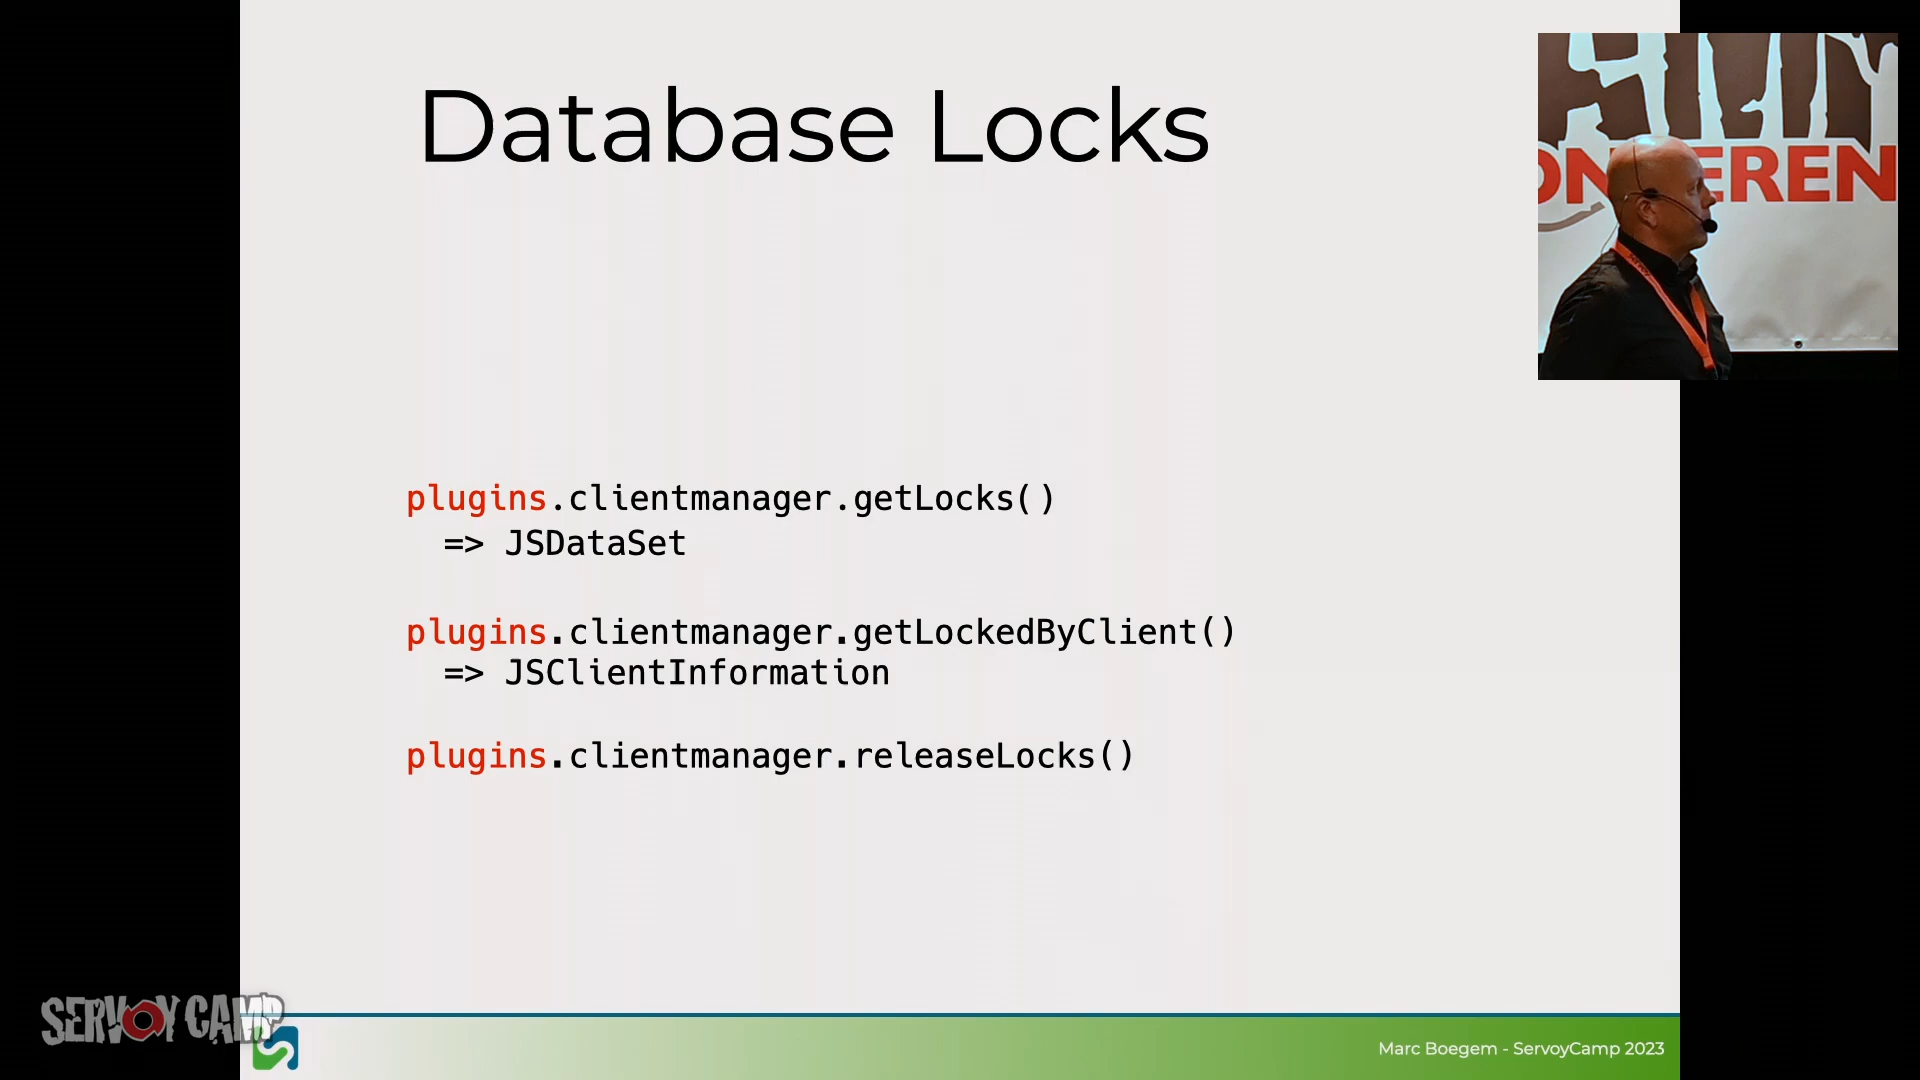 Database Locks
plugins.clientmanager.getLocks()
=> JSDataSet
plugins.clientmanager.getLockedByClient()
=> JSClientInformation
plugins.clientmanager.releaseLocks()
SERVOY CAMP
Marc Boegem - ServoyCamp 2023